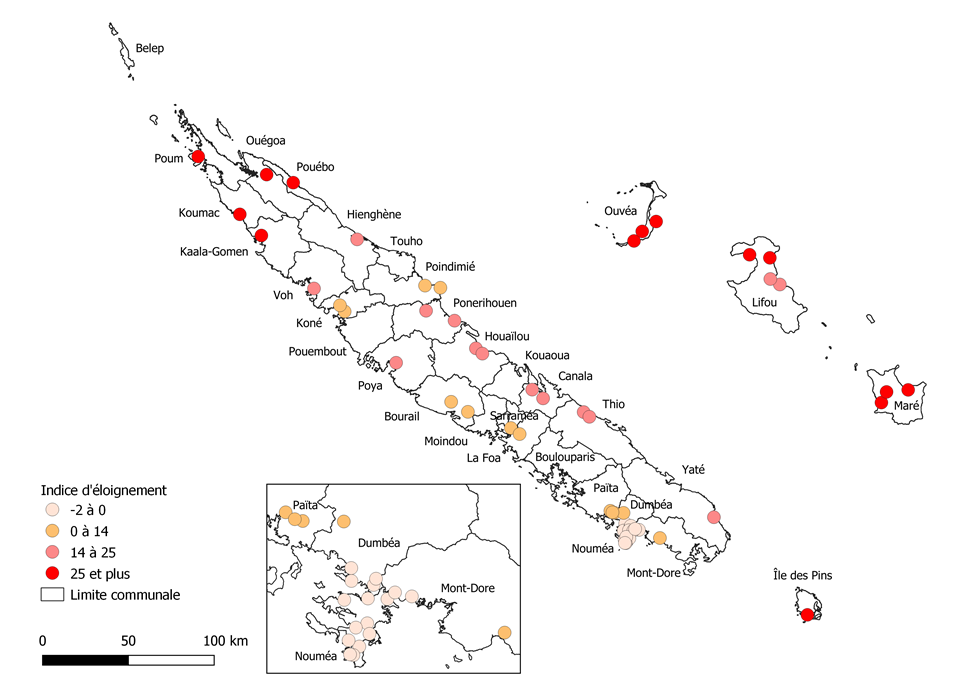 Belep
Ouégoa
Poum
Pouébo
Koumac
Hienghène
Ouvéa
Kaala-Gomen
Touho
Poindimié
Voh
Ponerihouen
Lifou
Koné
Houaïlou
Pouembout
Kouaoua
Poya
Canala
Bourail
Sarraméa
Thio
Maré
Moindou
La Foa
Boulouparis
Yaté
Païta
Dumbéa
Nouméa
Mont-Dore
Île des Pins
Indice d'éloignement
-2 à 0
0 à 14
14 à 25
25 et plus
Limite communale
0 50 100 km
Païta
Dumbéa
Mont-Dore
Nouméa